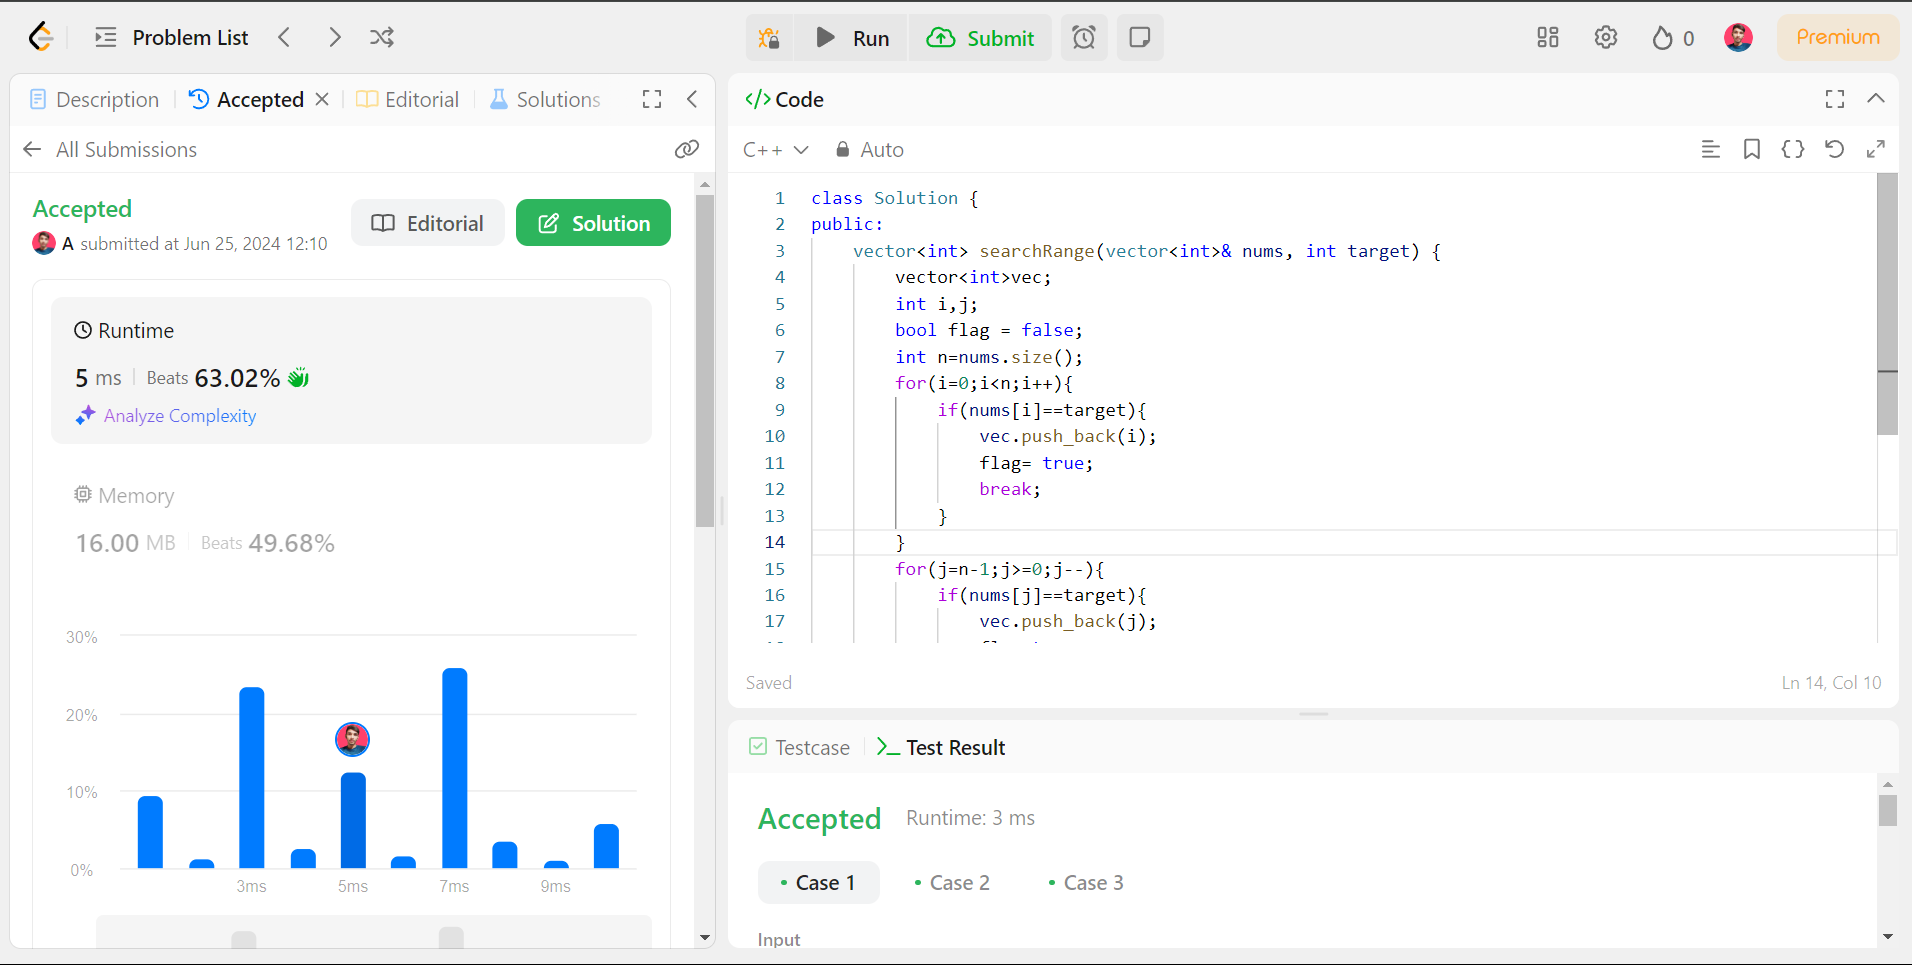 Problem List
Run
Submit
0
Premium
Description
Accepted
Editorial
Solutions
All Submissions
Accepted
A submitted at Jun 25, 2024 12:10
Editorial
Solution
Runtime
5 ms
Beats 63.02%
Analyze Complexity
Memory
16.00 MB
Beats 49.68%
30%
20%
10%
0%
3ms
5ms
7ms
9ms
</> Code
C++
Auto
1 class Solution {
2 public:
3 vector<int> searchRange(vector<int>& nums, int target) {
4 vector<int>vec;
5 int i,j;
6 bool flag = false;
7 int n=nums.size();
8 for(i=0;i<n;i++){
9 if(nums[i]==target){
10 vec.push_back(i);
11 flag= true;
12 break;
13 }
14 }
15 for(j=n-1;j>=0;j--){
16 if(nums[j]==target){
17 vec.push_back(j);
Saved
Ln 14, Col 10
Testcase
Test Result
Accepted
Runtime: 3 ms
Case 1
Case 2
Case 3
Input